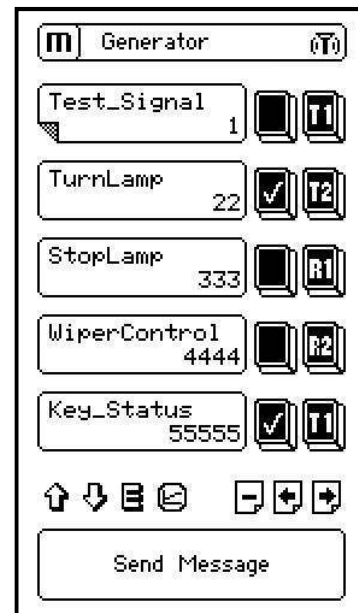 m Generator T
Test_Signal
1 T1
TurnLamp
22 T2
StopLamp
333 R1
WiperControl
4444 R2
Key_Status
55555 T1
Send Message